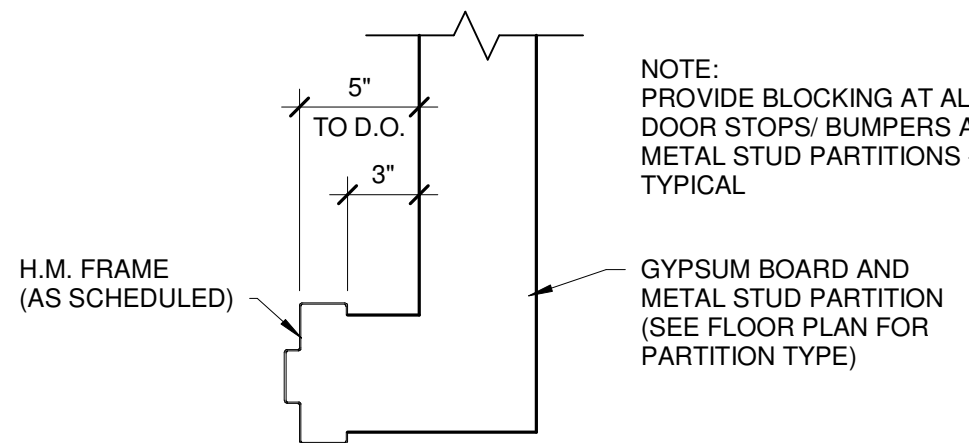 5"
TO D.O.
3"
NOTE:
PROVIDE BLOCKING AT
DOOR STOPS/ BUMPERS
METAL STUD PARTITIONS
TYPICAL
H.M. FRAME
(AS SCHEDULED)
GYPSUM BOARD AND
METAL STUD PARTITION
(SEE FLOOR PLAN FOR
PARTITION TYPE)